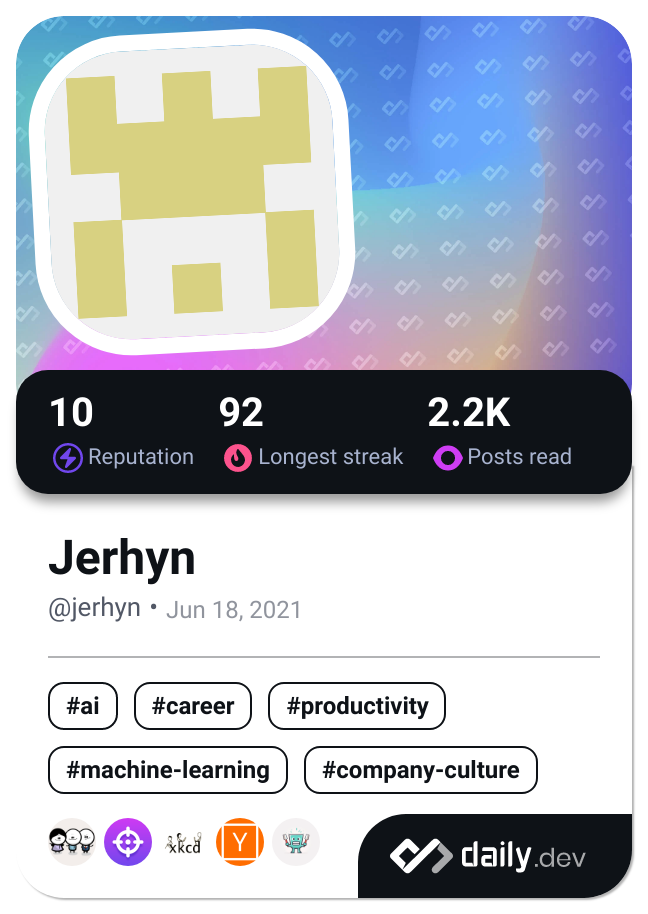 10 92 2.2K
Reputation Longest streak Posts read
Jerhyn
@jerhyn • Jun 18, 2021
#ai #career #productivity
#machine-learning #company-culture
xkcd Y
daily.dev